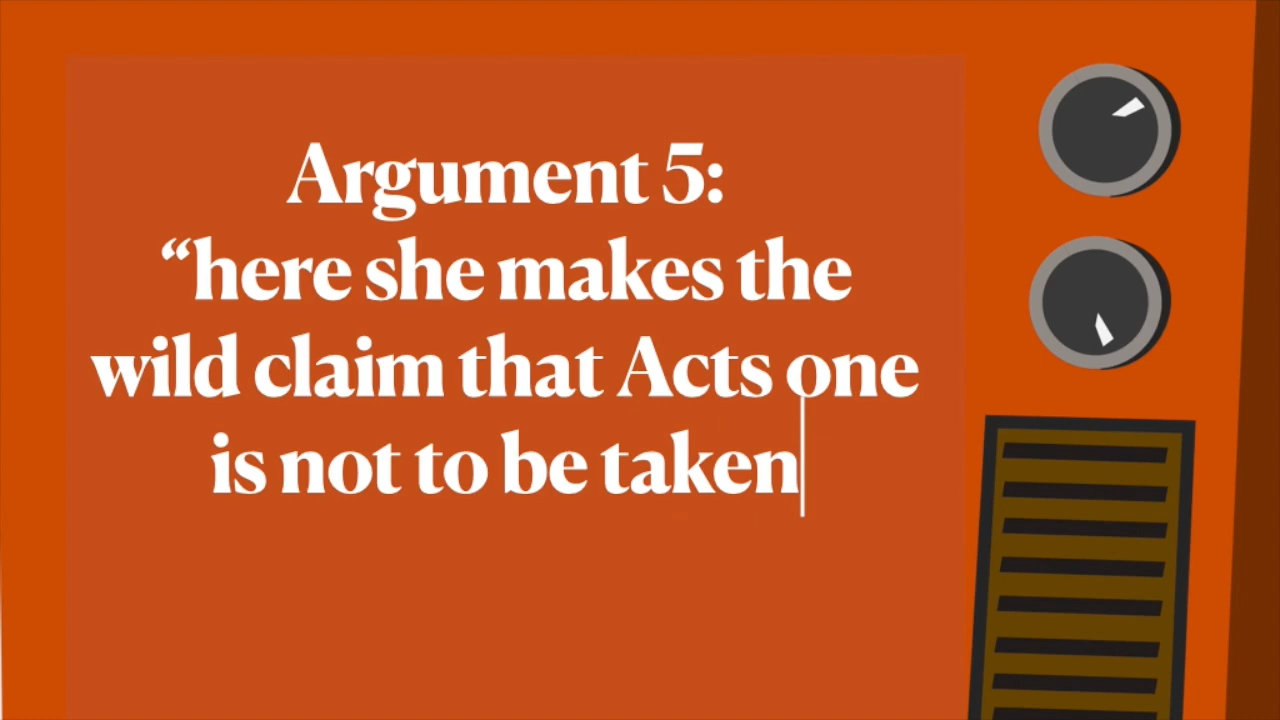 Argument 5:
“here she makes the
wild claim that Acts one
is not to be taken